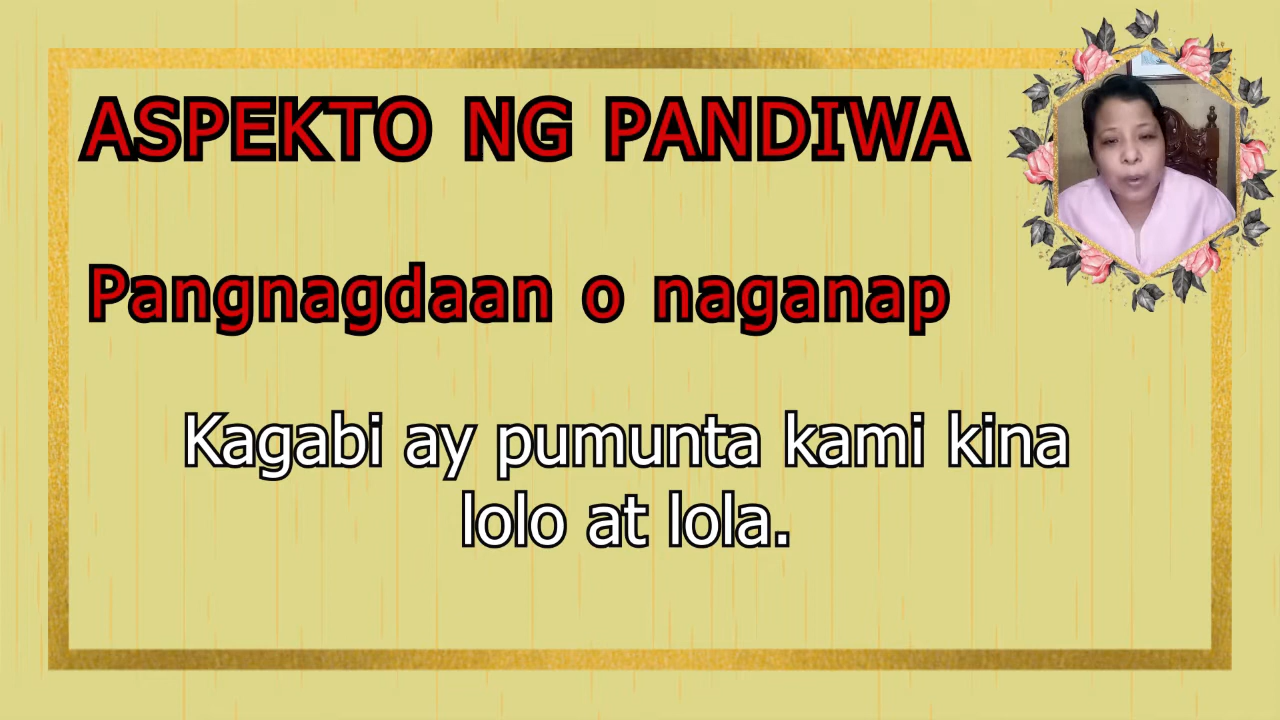 ASPEKTO NG PANDIWA
Pangnagdaan o naganap
Kagabi ay pumunta kami kina
lolo at lola.